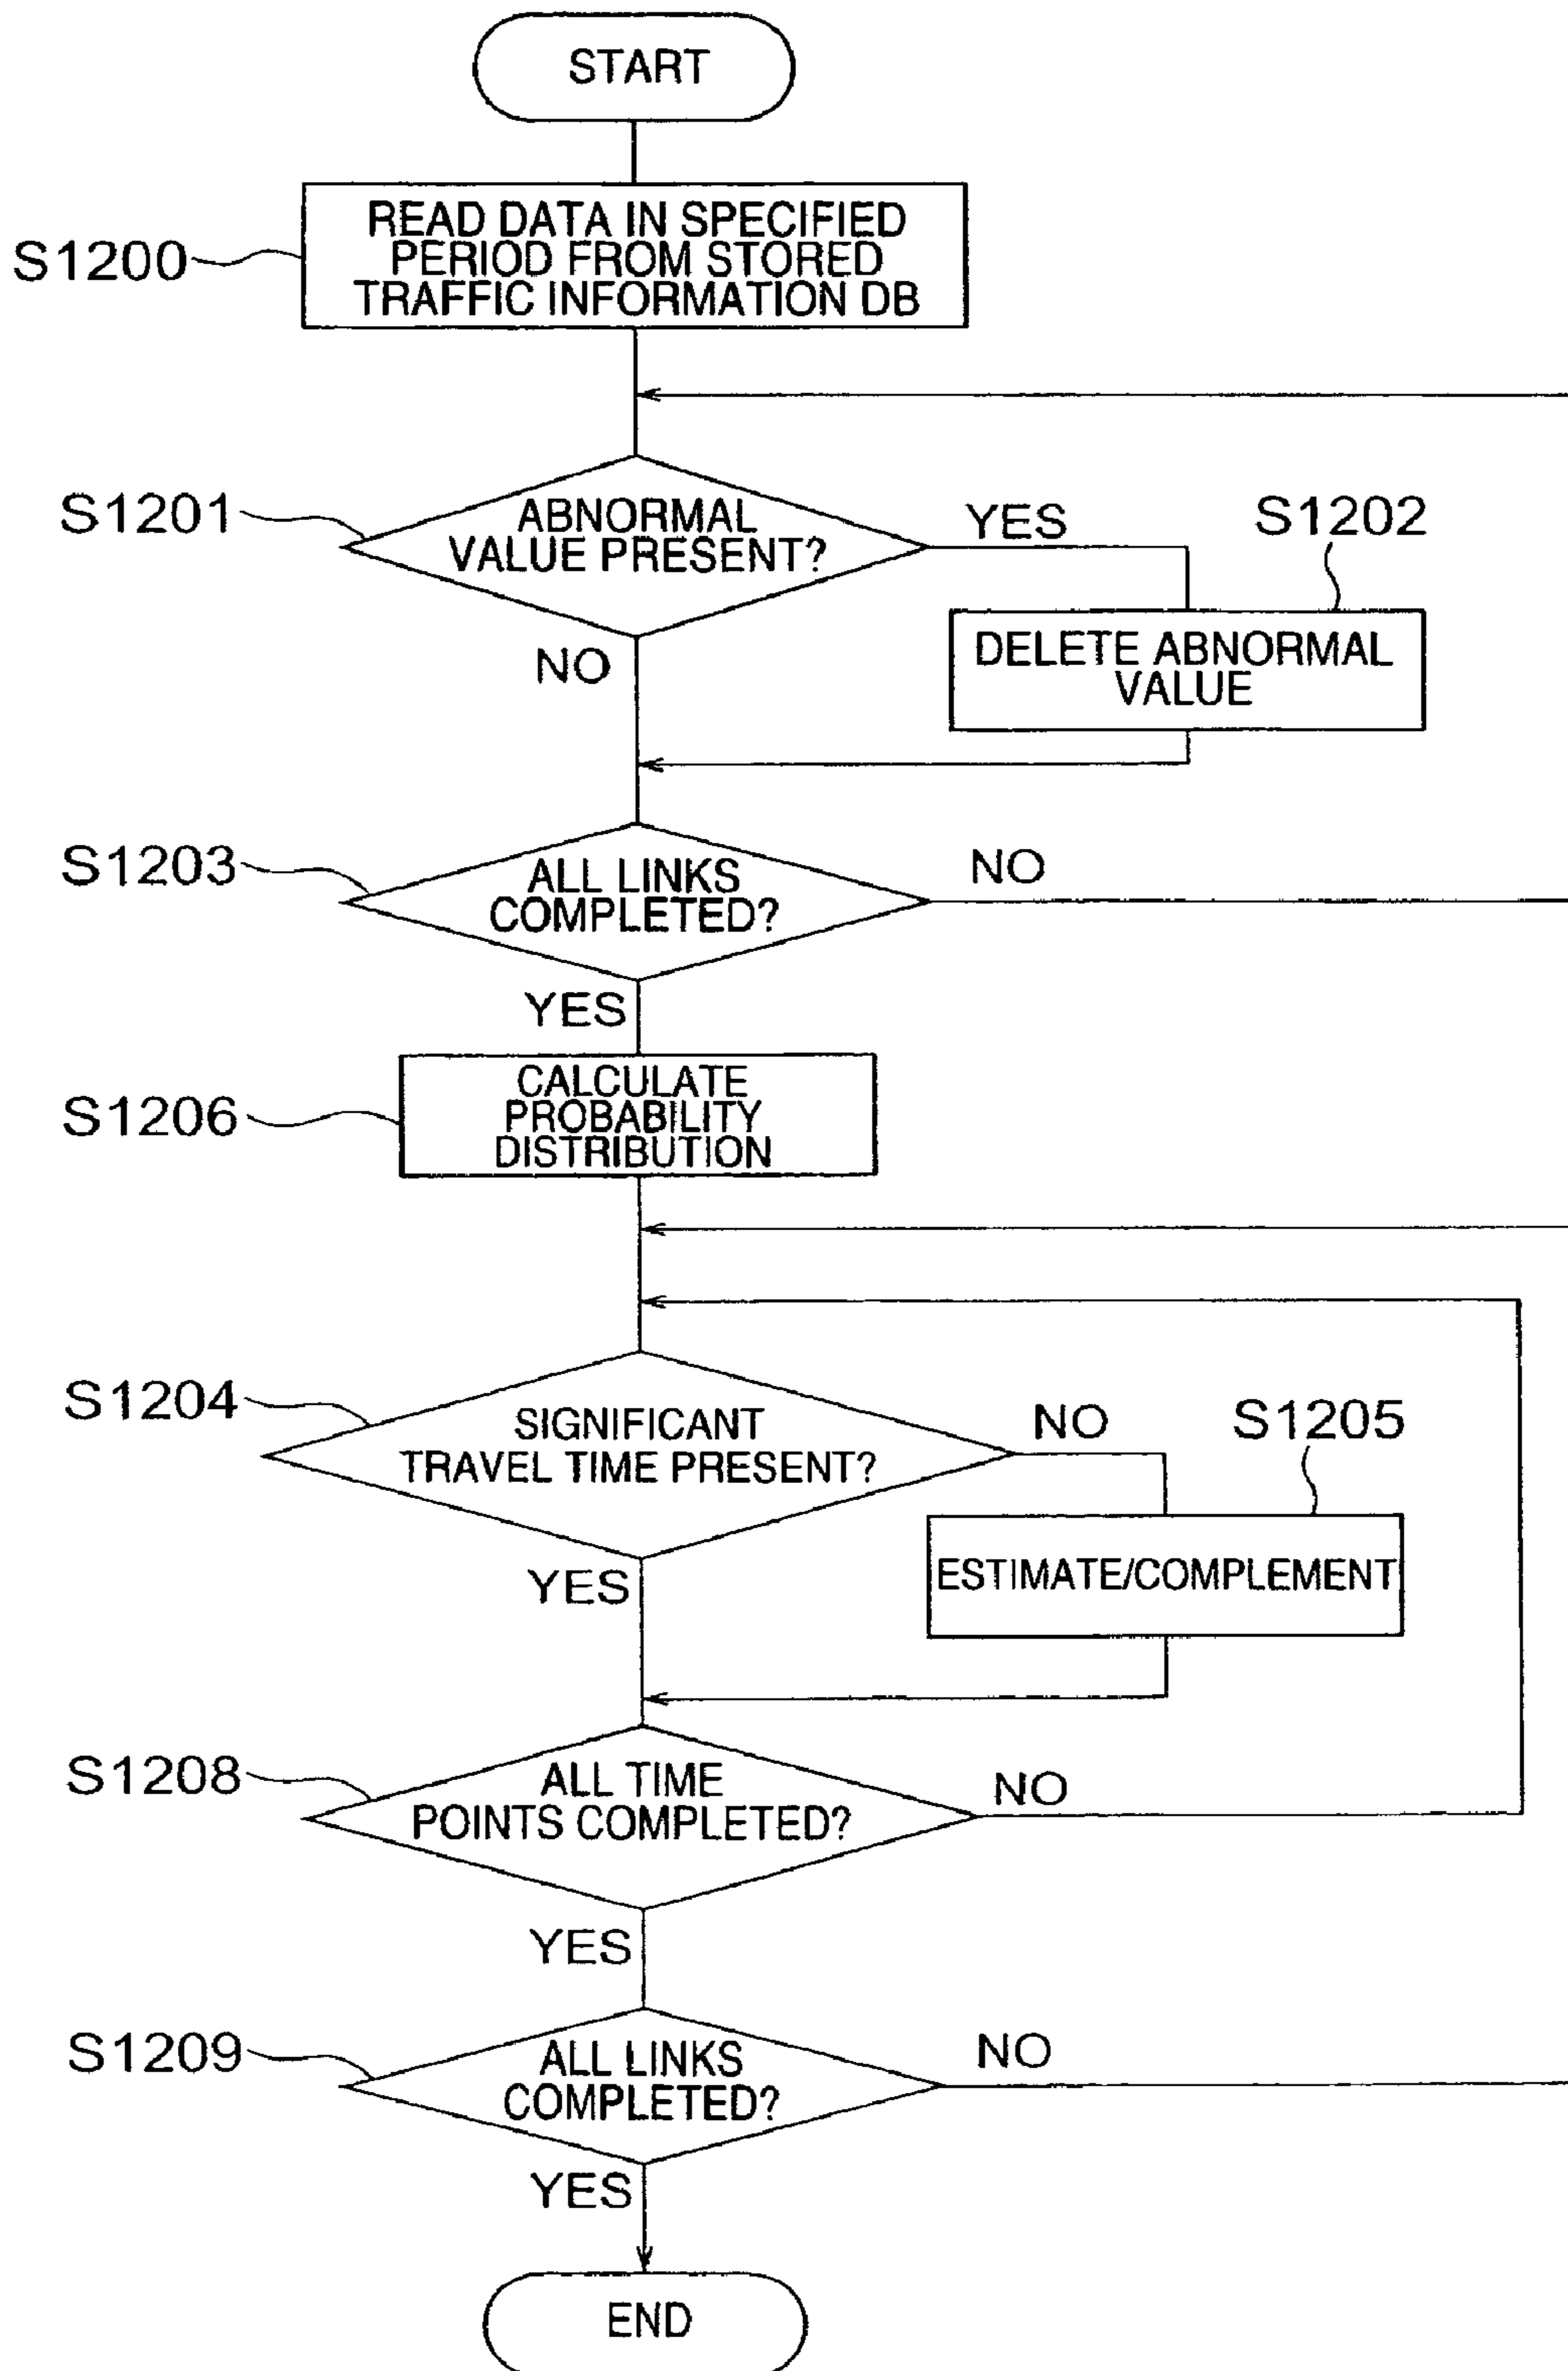 START
READ DATA IN SPECIFIED
PERIOD FROM STORED
TRAFFIC INFORMATION DB
S1200
S1201
ABNORMAL
VALUE PRESENT?
YES
S1202
DELETE ABNORMAL
VALUE
NO
S1203
ALL LINKS
COMPLETED?
NO
YES
S1206
CALCULATE
PROBABILITY
DISTRIBUTION
S1204
SIGNIFICANT
TRAVEL TIME PRESENT?
NO
S1205
ESTIMATE/COMPLEMENT
YES
S1208
ALL TIME
POINTS COMPLETED?
NO
YES
S1209
ALL LINKS
COMPLETED?
NO
YES
END